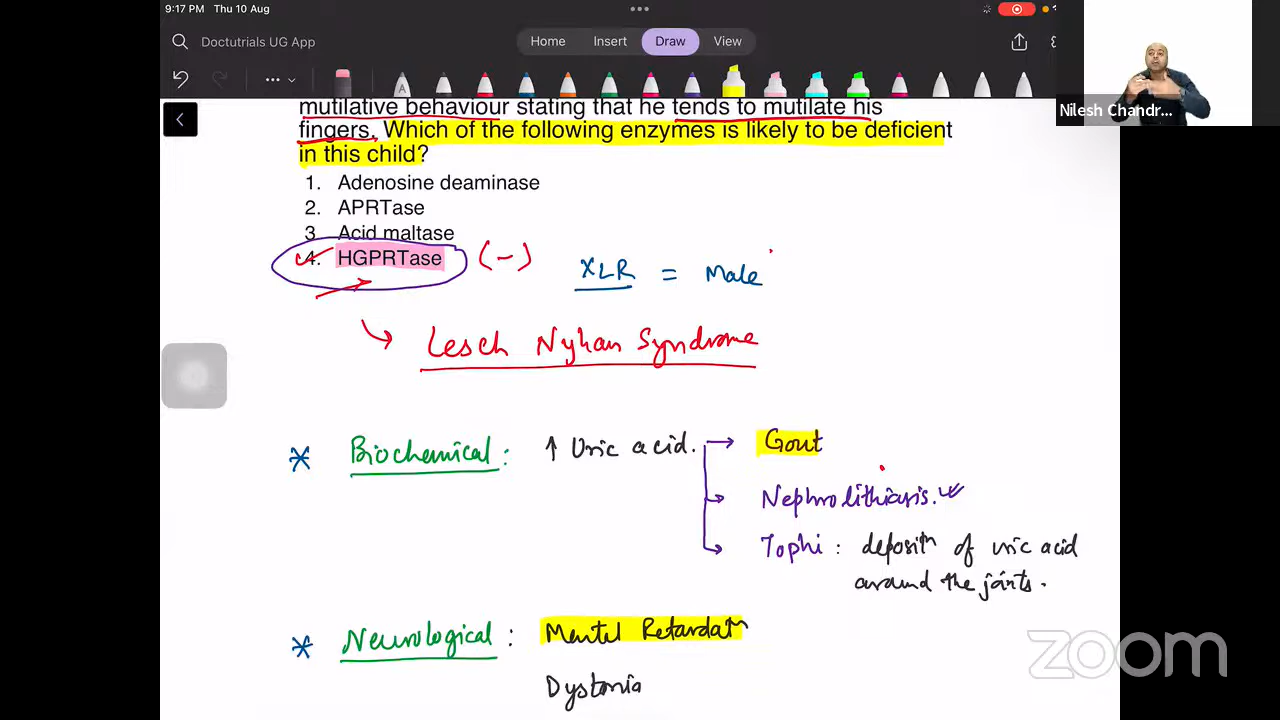 9:17 PM Thu 10 Aug
Doctutrials UG App
Home Insert Draw View
A
mutilative behaviour stating that he tends to mutilate his
fingers. Which of the following enzymes is likely to be deficient
in this child?
1. Adenosine deaminase
2. APRTase
3. Acid maltase
4. HGPRTase (-)
XLR = Male
Lesch Nyhan Syndrome
* Biochemical: ↑ Uric acid. → Gout
Nephrolithiasis.
Tophi : depositn of uric acid
around the joints.
* Neurological : Mental Retardatn
Dystonia
Nilesh Chandr...
zoom